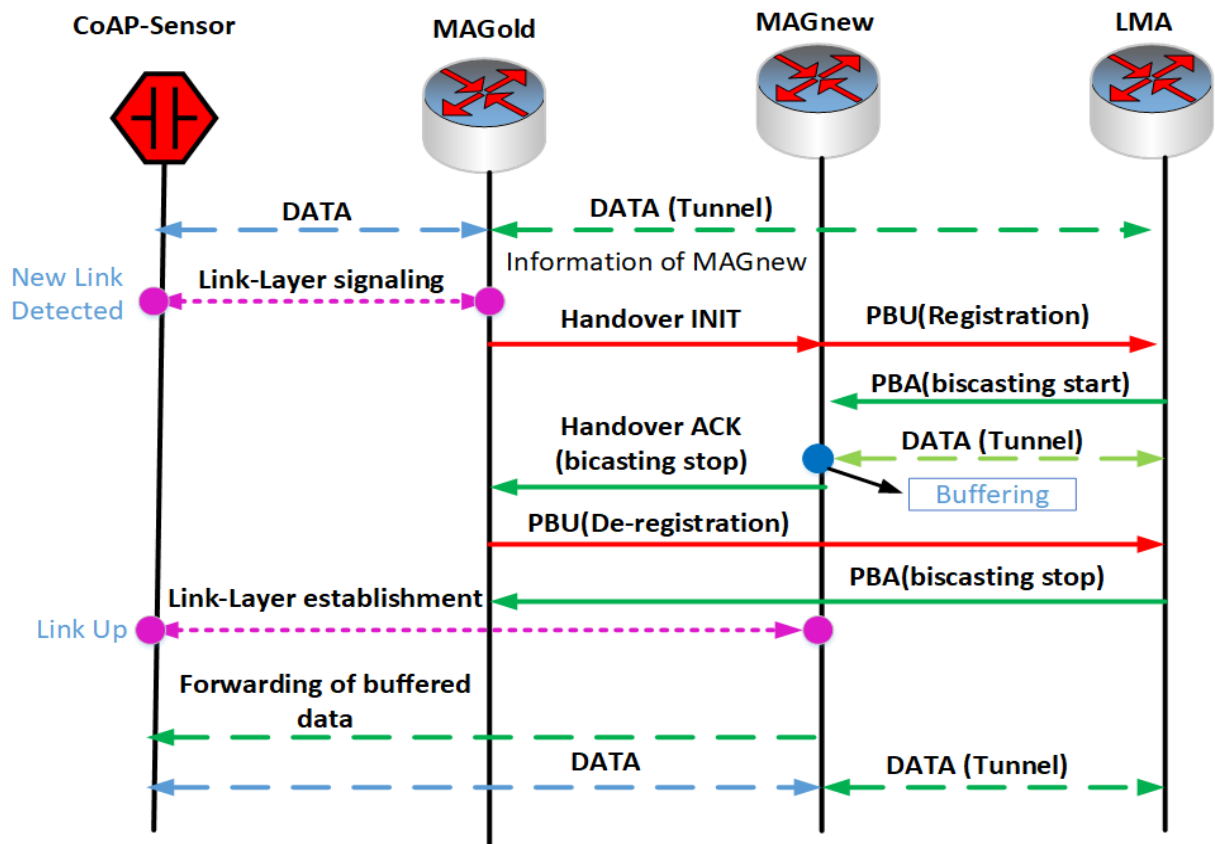 CoAP-Sensor
MAGold
MAGnew
LMA
DATA
DATA (Tunnel)
Information of MAGnew
New Link
Detected
Link-Layer signaling
Handover INIT
PBU(Registration)
PBA(biscasting start)
Handover ACK
(bicasting stop)
DATA (Tunnel)
Buffering
PBU(De-registration)
PBA(biscasting stop)
Link-Layer establishment
Link Up
Forwarding of buffered
data
DATA
DATA (Tunnel)